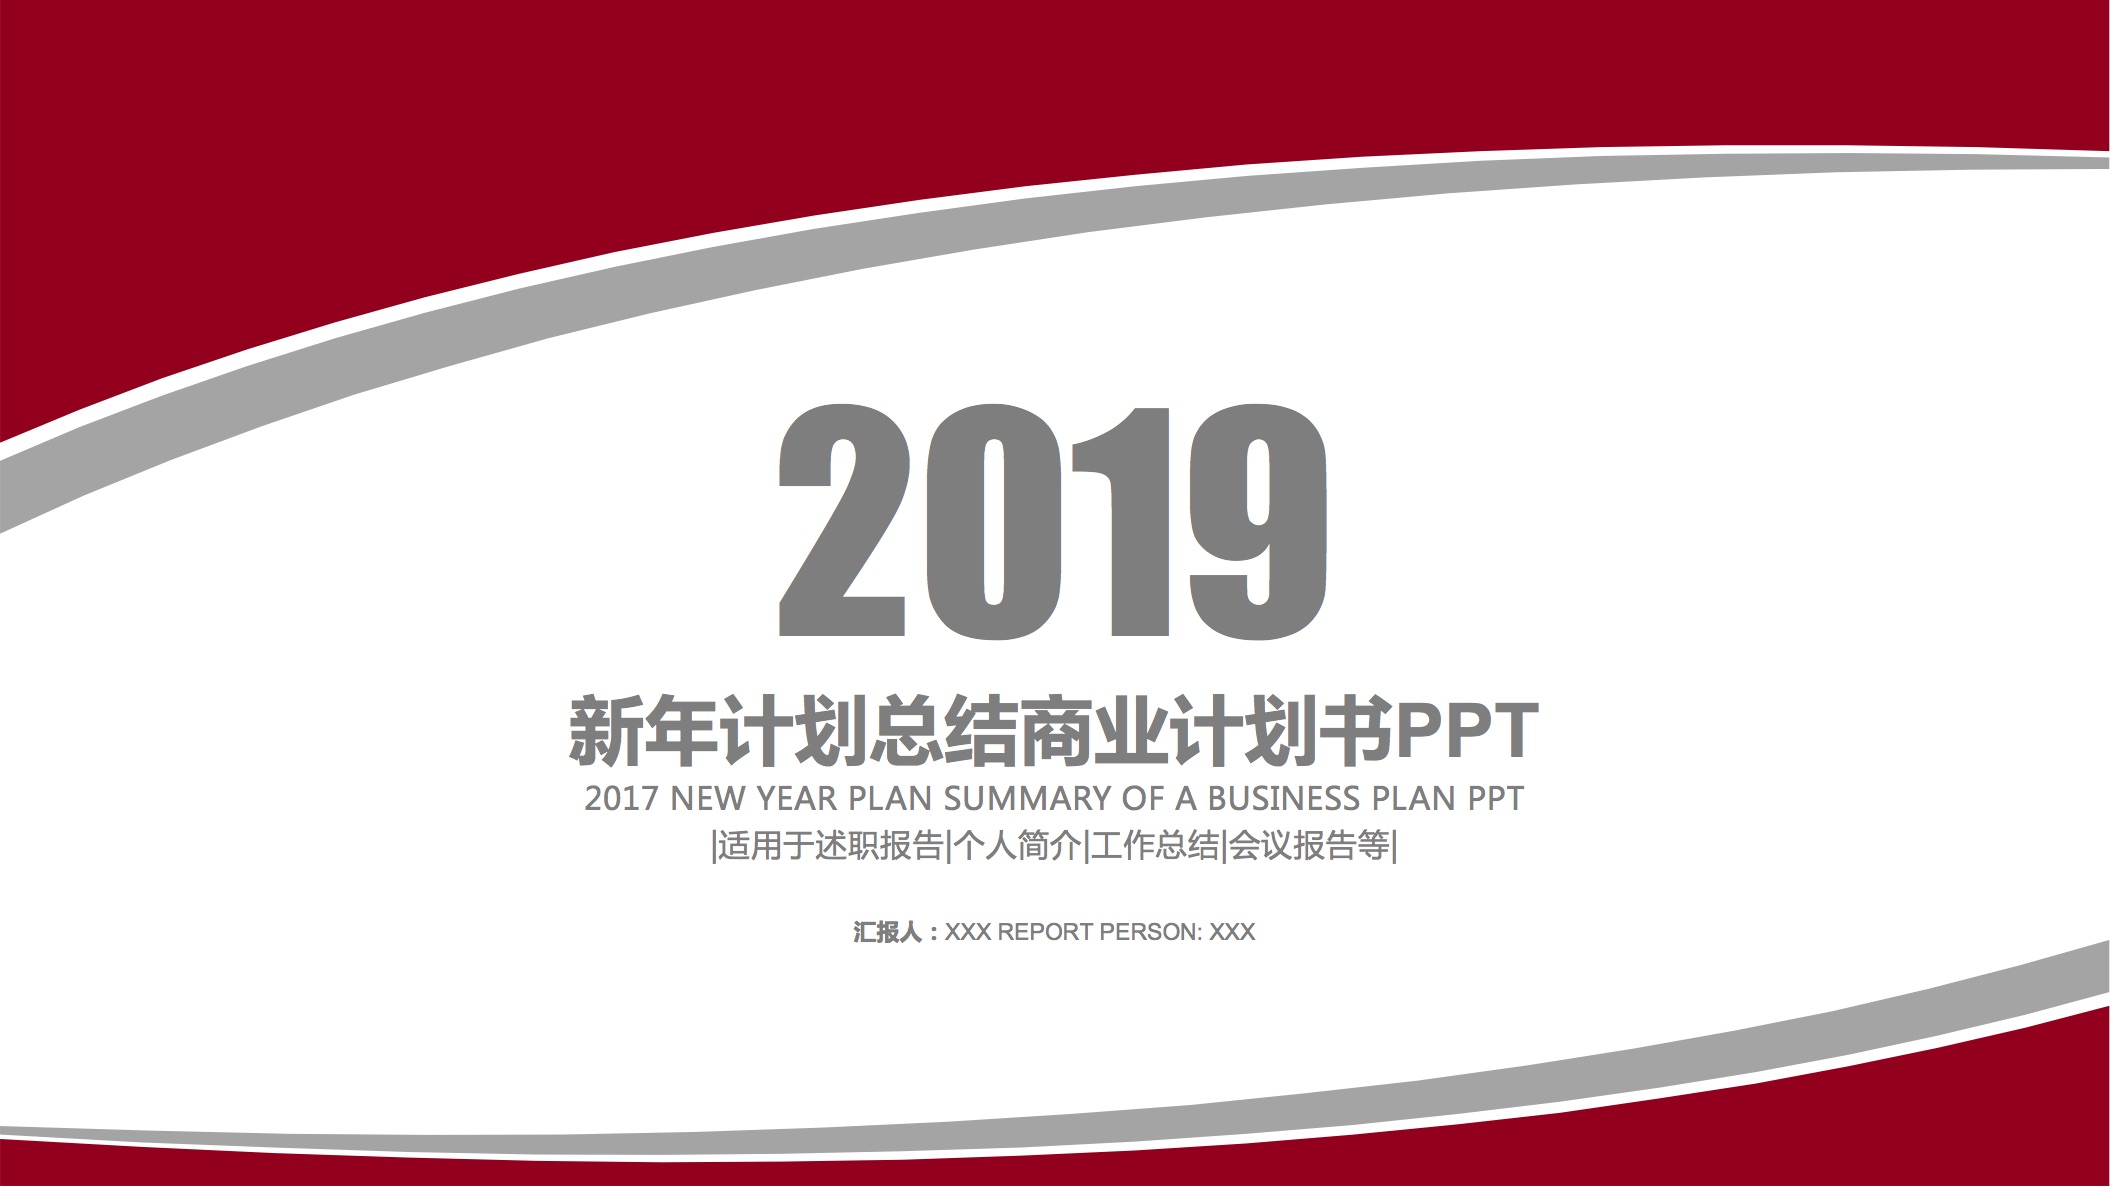 2019
新年计划总结商业计划书PPT
2017 NEW YEAR PLAN SUMMARY OF A BUSINESS PLAN PPT
|适用于述职报告|个人简介|工作总结|会议报告等|
汇报人：XXX REPORT PERSON: XXX